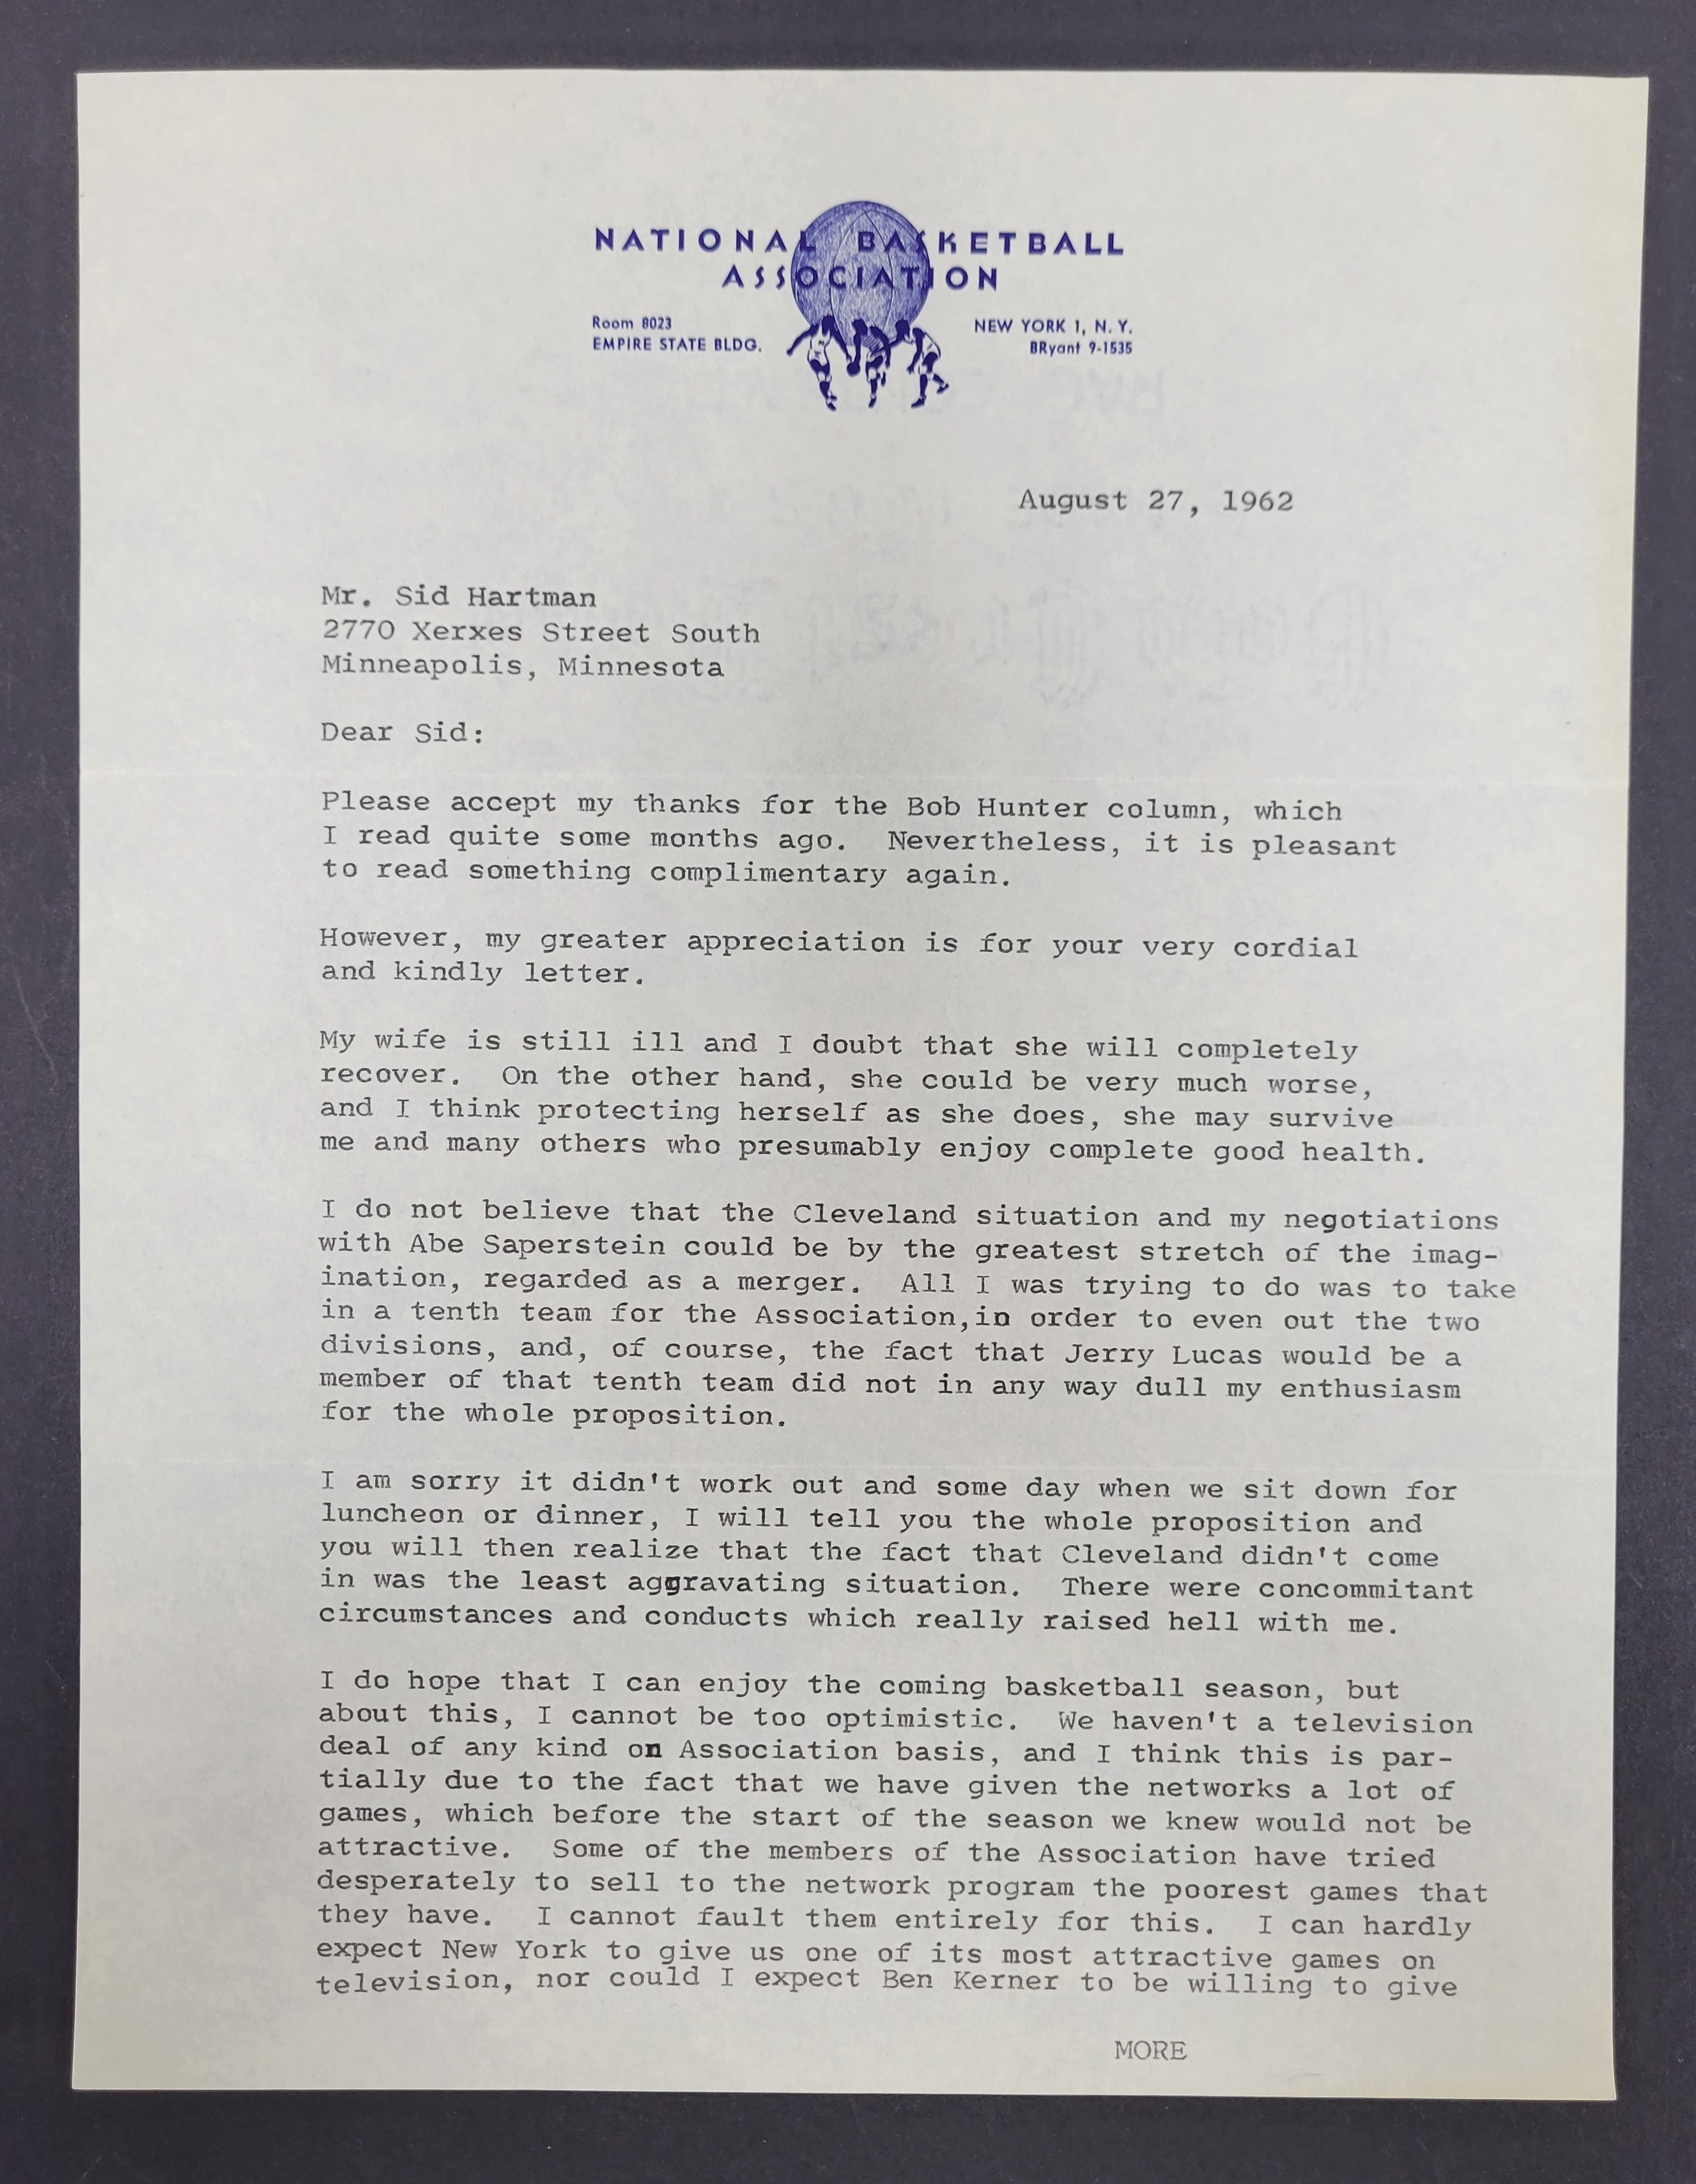 NATIONAL BASKETBALL
ASSOCIATION
Room 8023
EMPIRE STATE BLDG.
NEW YORK 1, N. Y.
BRyant 9-1535
August 27, 1962
Mr. Sid Hartman
2770 Xerxes Street South
Minneapolis, Minnesota
Dear Sid:
Please accept my thanks for the Bob Hunter column, which
I read quite some months ago.  Nevertheless, it is pleasant
to read something complimentary again.
However, my greater appreciation is for your very cordial
and kindly letter.
My wife is still ill and I doubt that she will completely
recover.  On the other hand, she could be very much worse,
and I think protecting herself as she does, she may survive
me and many others who presumably enjoy complete good health.
I do not believe that the Cleveland situation and my negotiations
with Abe Saperstein could be by the greatest stretch of the imag-
ination, regarded as a merger.  All I was trying to do was to take
in a tenth team for the Association,in order to even out the two
divisions, and, of course, the fact that Jerry Lucas would be a
member of that tenth team did not in any way dull my enthusiasm
for the whole proposition.
I am sorry it didn't work out and some day when we sit down for
luncheon or dinner, I will tell you the whole proposition and
you will then realize that the fact that Cleveland didn't come
in was the least aggravating situation.  There were concommitant
circumstances and conducts which really raised hell with me.
I do hope that I can enjoy the coming basketball season, but
about this, I cannot be too optimistic.  We haven't a television
deal of any kind on Association basis, and I think this is par-
tially due to the fact that we have given the networks a lot of
games, which before the start of the season we knew would not be
attractive.  Some of the members of the Association have tried
desperately to sell to the network program the poorest games that
they have.  I cannot fault them entirely for this.  I can hardly
expect New York to give us one of its most attractive games on
television, nor could I expect Ben Kerner to be willing to give
MORE